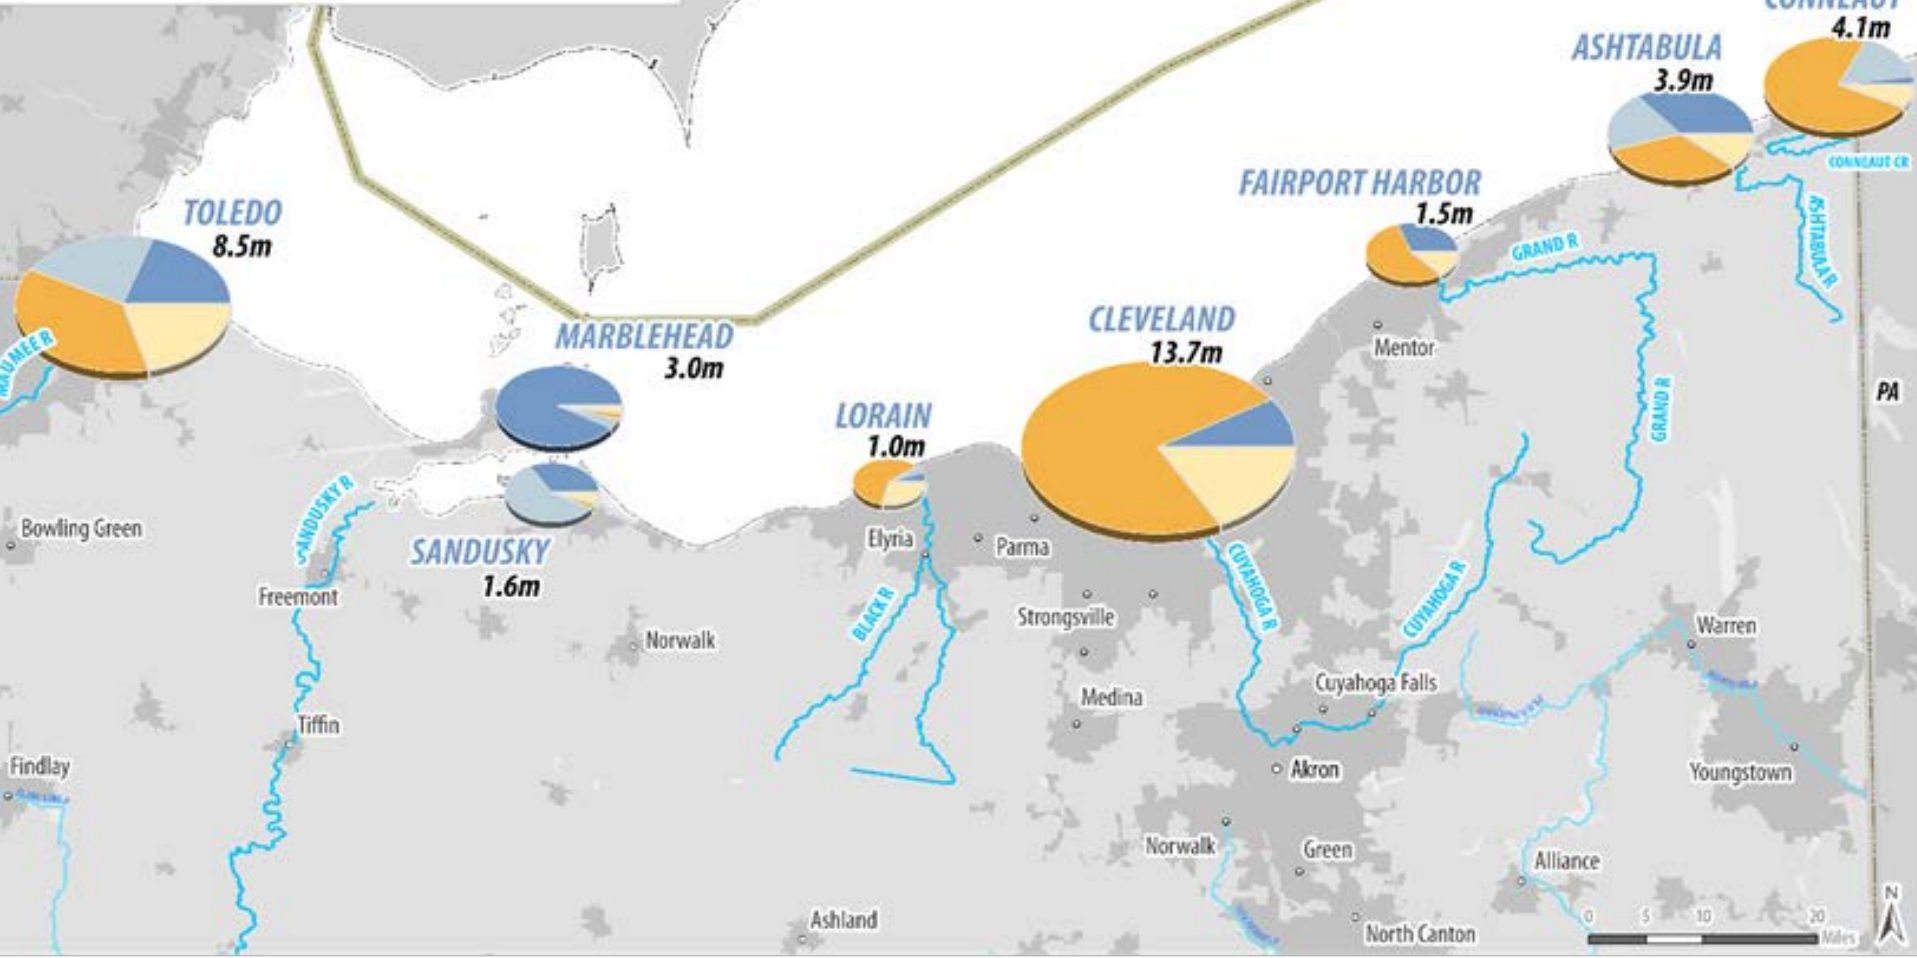 CONNEAUT
4.1m
ASHTABULA
3.9m
CONNEAUT CR
FAIRPORT HARBOR
1.5m
ASHTABULA R
TOLEDO
8.5m
GRAND R
CLEVELAND
13.7m
MARBLEHEAD
3.0m
Mentor
MAUMEE R
PA
GRAND R
LORAIN
1.0m
SANDUSKY R
Bowling Green
Elyria
Parma
SANDUSKY
1.6m
CUYAHOGA R
CUYAHOGA R
Freemont
BLACK R
Strongsville
Norwalk
Warren
Cuyahoga Falls
Medina
Tiffin
Findlay
Akron
Youngstown
Norwalk
Green
Alliance
Ashland
North Canton
N
0 5 10 20
Miles